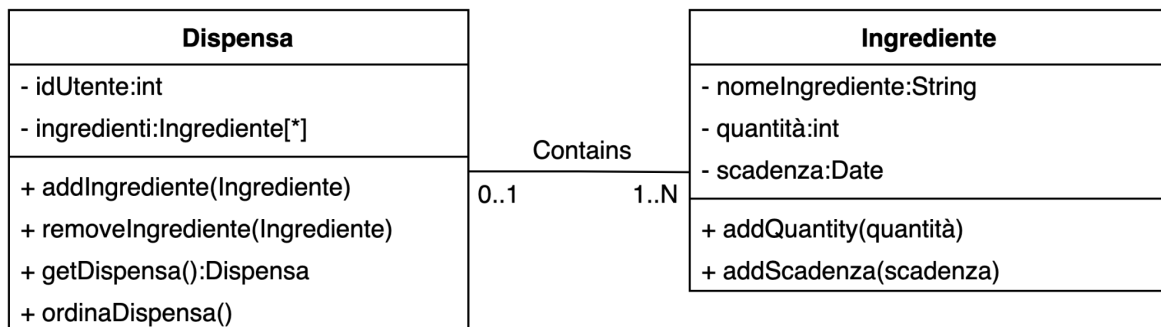 Dispensa
- idUtente:int
- ingredienti:Ingrediente[*]
+ addIngrediente(Ingrediente)
+ removeIngrediente(Ingrediente)
+ getDispensa():Dispensa
+ ordinaDispensa()
Contains
0..1
1..N
Ingrediente
- nomeIngrediente:String
- quantità:int
- scadenza:Date
+ addQuantity(quantità)
+ addScadenza(scadenza)